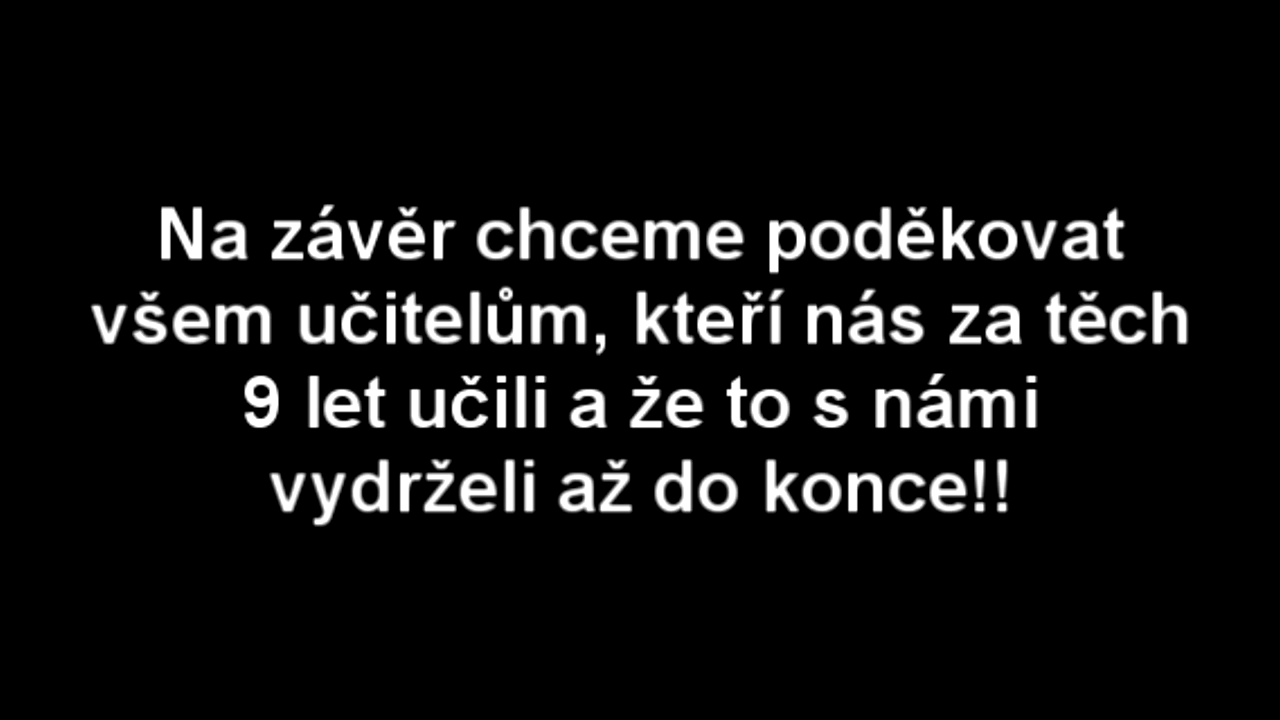 Na závěr chceme poděkovat
všem učitelům, kteří nás za těch
9 let učili a že to s námi
vydrželi až do konce!!